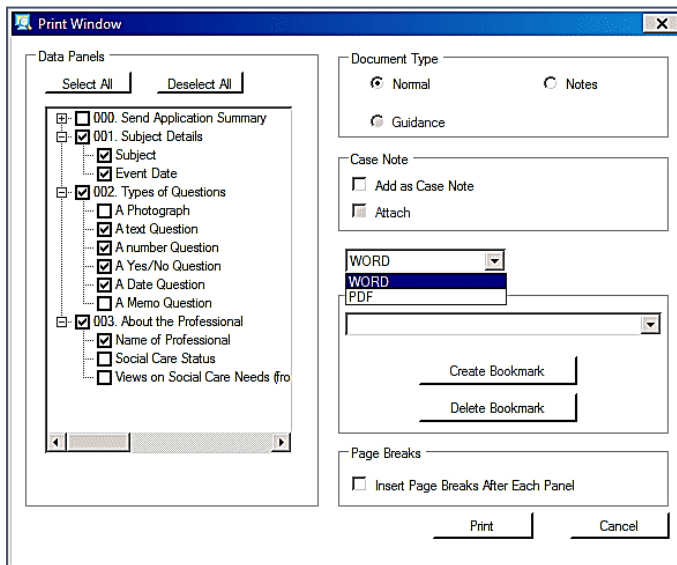 Print Window
Data Panels
Select All
Deselect All
000. Send Application Summary
001. Subject Details
Subject
Event Date
002. Types of Questions
A Photograph
A text Question
A number Question
A Yes/No Question
A Date Question
A Memo Question
003. About the Professional
Name of Professional
Social Care Status
Views on Social Care Needs (fro
Document Type
Normal
Notes
Guidance
Case Note
Add as Case Note
Attach
WORD
WORD
PDF
Create Bookmark
Delete Bookmark
Page Breaks
Insert Page Breaks After Each Panel
Print
Cancel